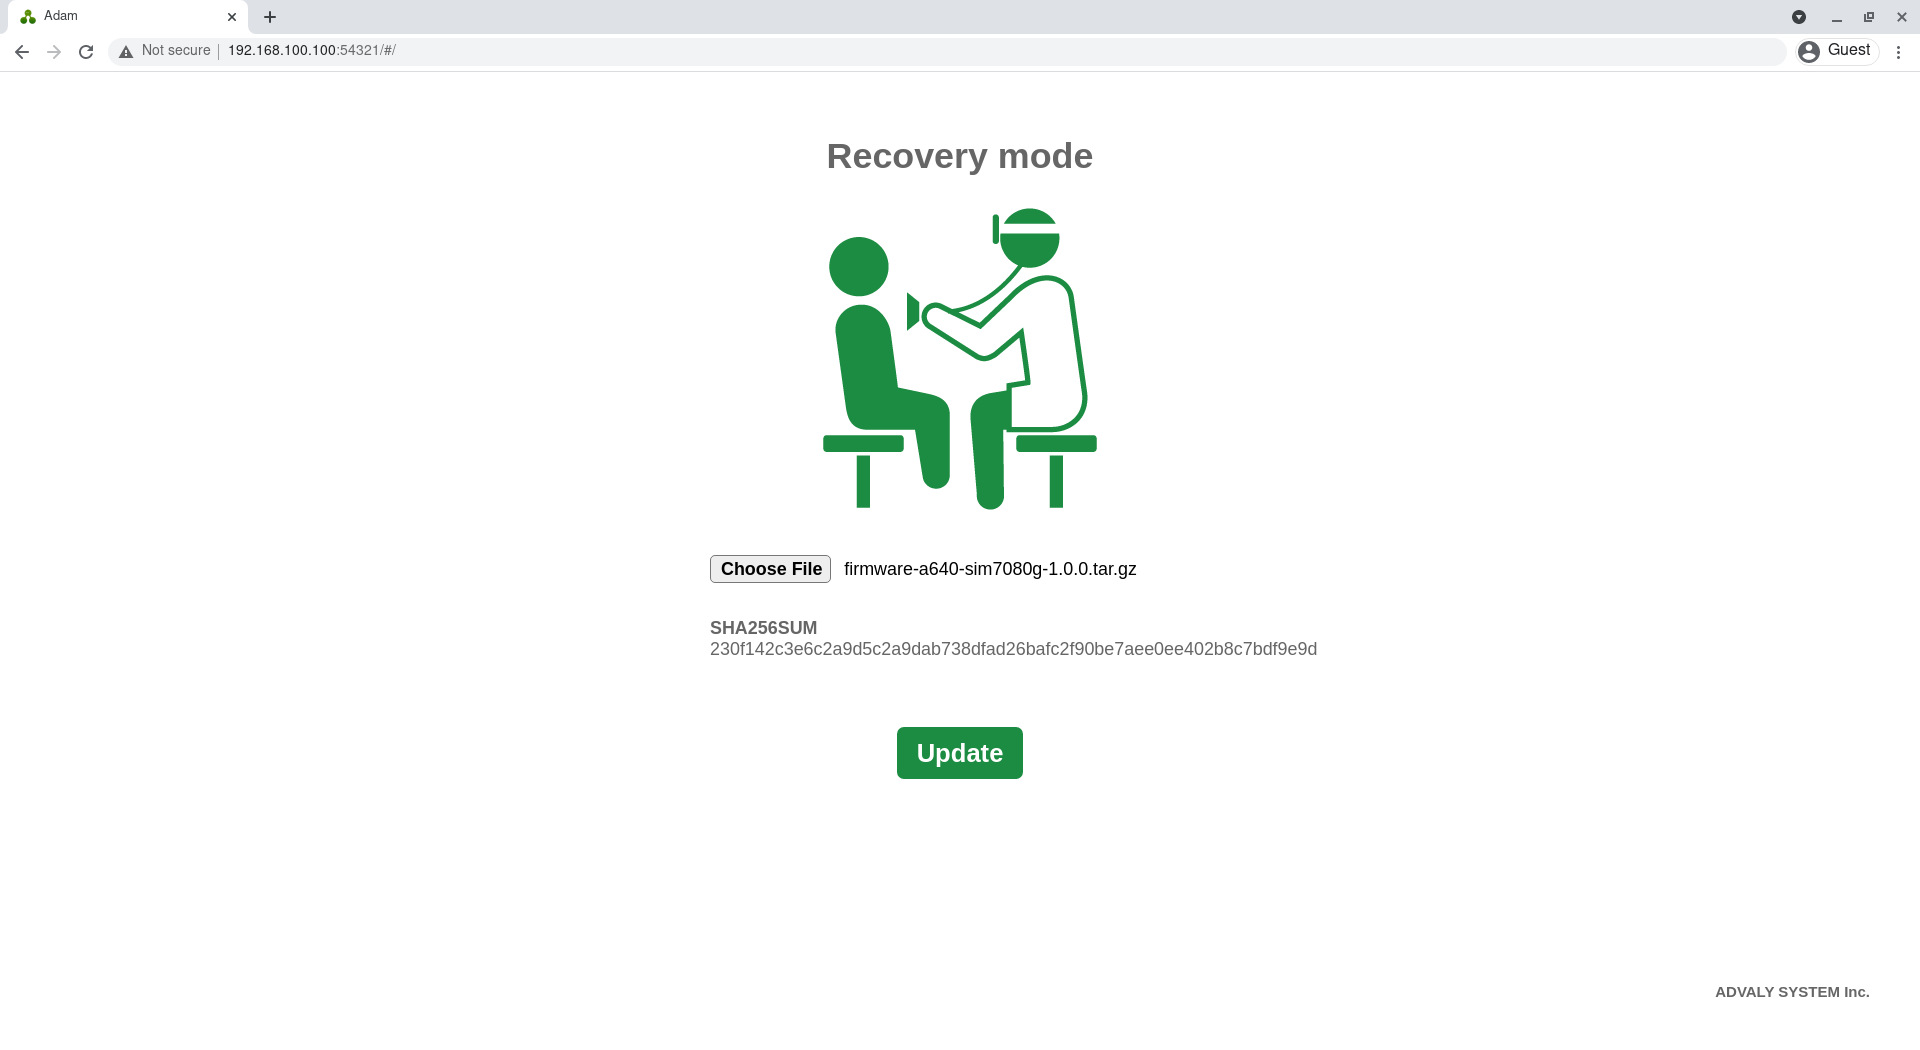 Adam
Not secure
192.168.100.100:54321/#/
Guest
Recovery mode
Choose File firmware-a640-sim7080g-1.0.0.tar.gz
SHA256SUM
230f142c3e6c2a9d5c2a9dab738dfad26bafc2f90be7aee0ee402b8c7bdf9e9d
Update
ADVALY SYSTEM Inc.